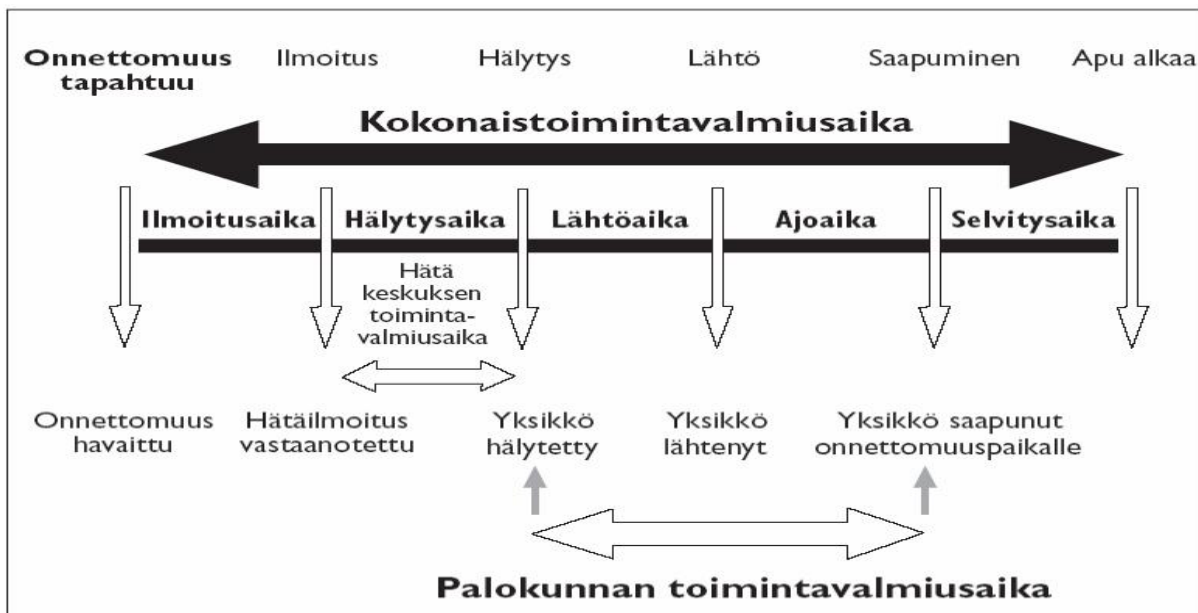 Onnettomuus
tapahtuu
Ilmoitus
Hälytys
Lähtö
Saapuminen
Apu alkaa
Kokonaistoimintavalmiusaika
Ilmoitusaika
Hälytysaika
Lähtöaika
Ajoaika
Selvitysaika
Hätä
keskuksen
toiminta-
valmiusaika
Onnettomuus
havaittu
Hätäilmoitus
vastaanotettu
Yksikkö
hälytetty
Yksikkö
lähtenyt
Yksikkö saapunut
onnettomuuspaikalle
Palokunnan toimintavalmiusaika